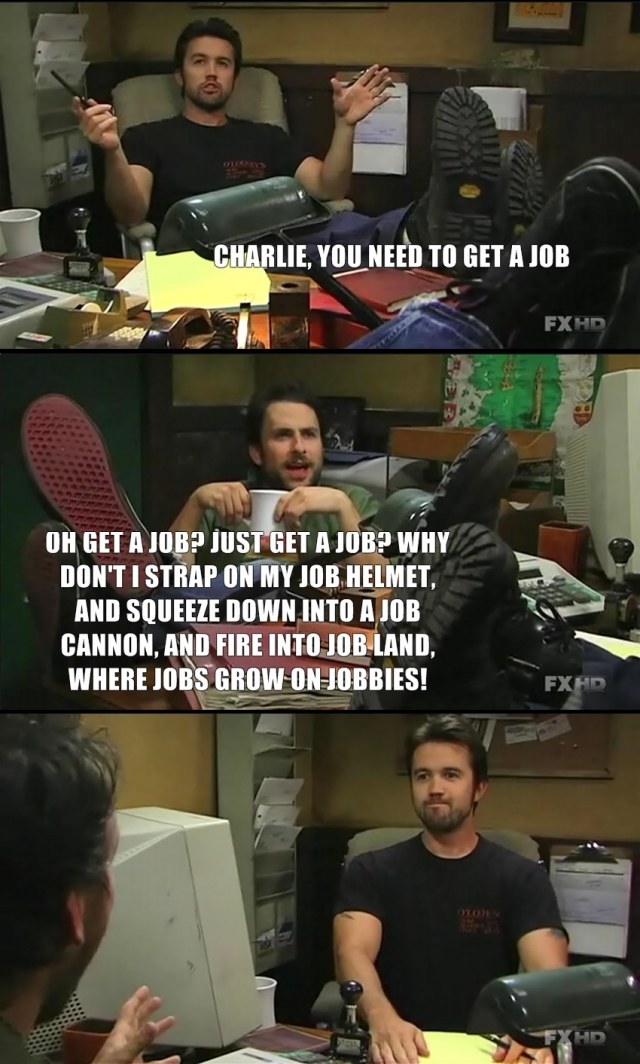 CHARLIE, YOU NEED TO GET A JOB
FXHD
OH GET A JOB? JUST GET A JOB? WHY
DON'T I STRAP ON MY JOB HELMET,
AND SQUEEZE DOWN INTO A JOB
CANNON, AND FIRE INTO JOB LAND,
WHERE JOBS GROW ON JOBBIES!
FXHD
FXHD